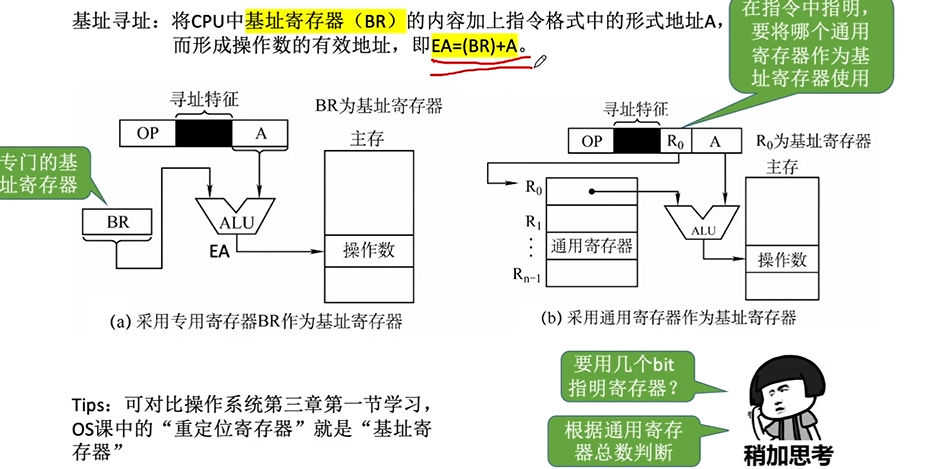 基址寻址：将CPU中基址寄存器（BR）的内容加上指令格式中的形式地址A，
而形成操作数的有效地址，即EA=(BR)+A。
在指令中指明，
要将哪个通用
寄存器作为基
址寄存器使用
寻址特征
OP
A
BR为基址寄存器
主存
专门的基
址寄存器
BR
ALU
EA
操作数
(a) 采用专用寄存器BR作为基址寄存器
寻址特征
OP
R₀
A
R₀为基址寄存器
主存
R₀
R₁
⋮
Rₙ₋₁
通用寄存器
ALU
操作数
(b) 采用通用寄存器作为基址寄存器
Tips：可对比操作系统第三章第一节学习，
OS课中的“重定位寄存器”就是“基址寄
存器”
要用几个bit
指明寄存器？
根据通用寄存
器总数判断
稍加思考